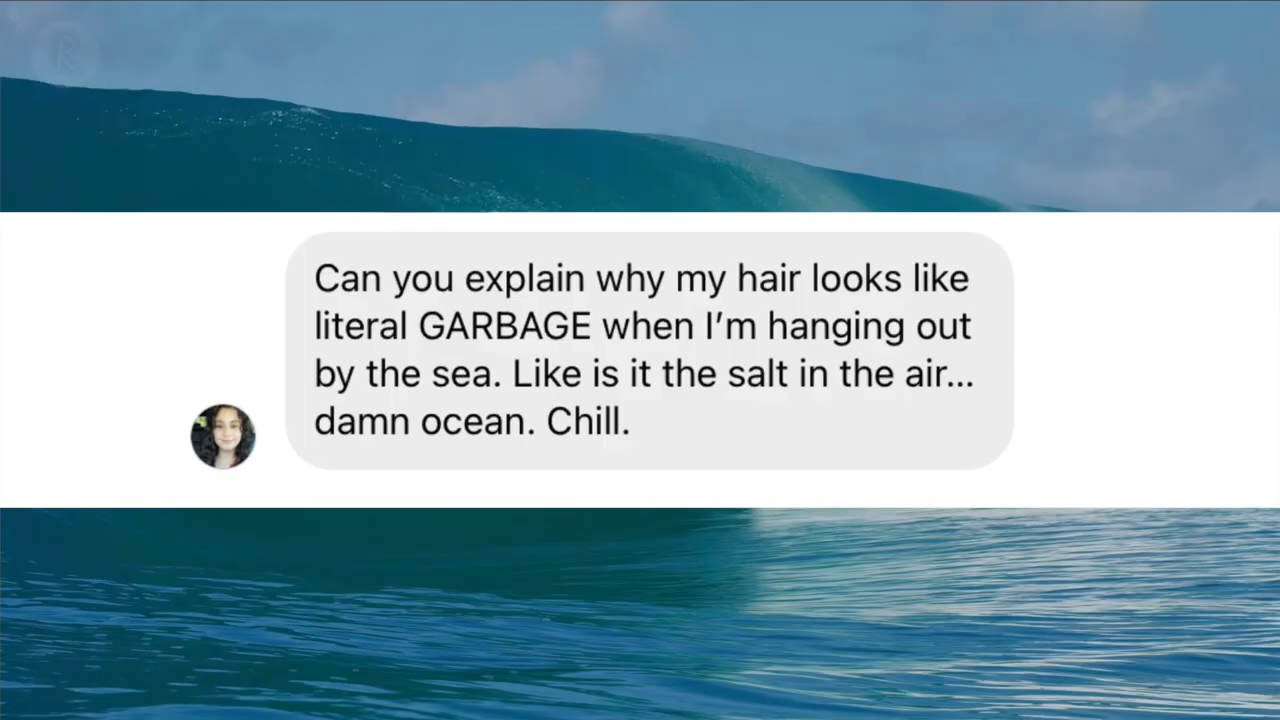 Can you explain why my hair looks like
literal GARBAGE when I’m hanging out
by the sea. Like is it the salt in the air...
damn ocean. Chill.